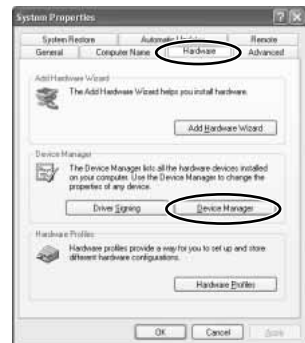 System Properties
System Restore Automatic Updates Remote
General Computer Name Hardware Advanced
Add Hardware Wizard
The Add Hardware Wizard helps you install hardware.
Add Hardware Wizard
Device Manager
The Device Manager lists all the hardware devices installed
on your computer. Use the Device Manager to change the
properties of any device.
Driver Signing Device Manager
Hardware Profiles
Hardware profiles provide a way for you to set up and store
different hardware configurations.
Hardware Profiles
OK Cancel Apply